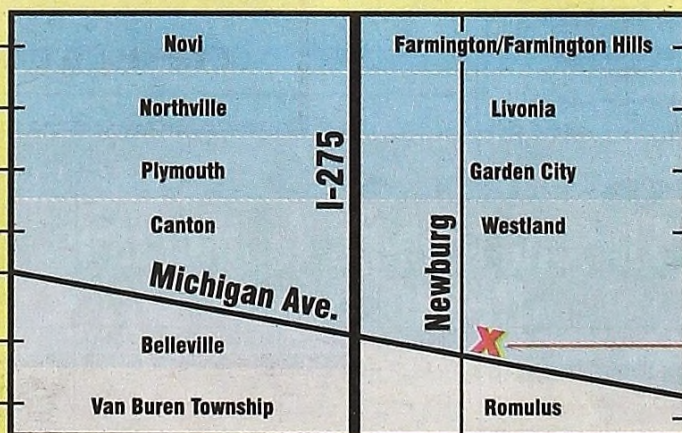 Novi
Farmington/Farmington Hills
Northville
Livonia
I-275
Plymouth
Garden City
Canton
Westland
Newburg
Michigan Ave.
X
Belleville
Van Buren Township
Romulus